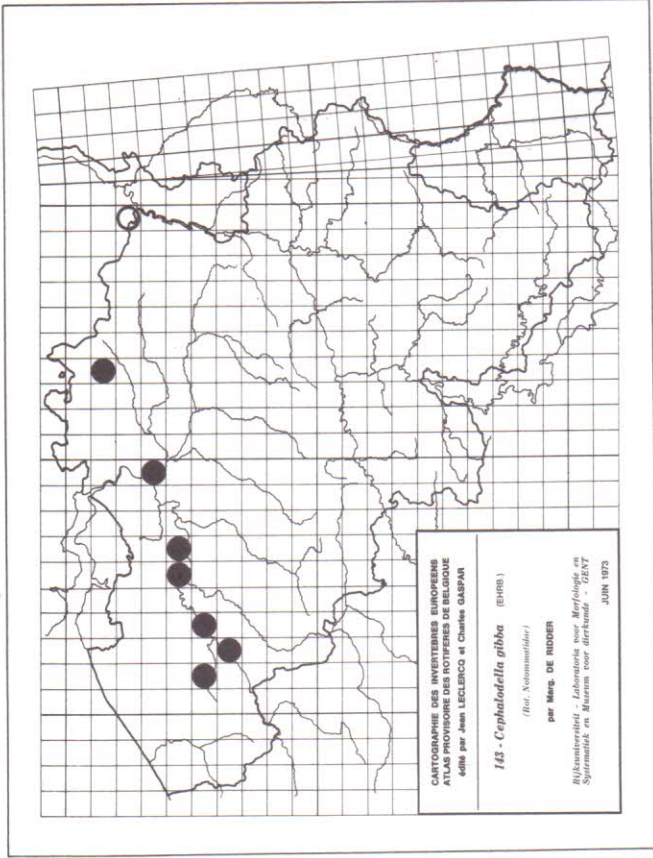 CARTOGRAPHIE DES INVERTEBRES EUROPEENS
ATLAS PROVISOIRE DES ROTIFERES DE BELGIQUE
édité par Jean LECLERCQ et Charles GASPAR
143 - Cephalodella gibba (EHRB.)
(Rot. Notommatidae)
par Marg. DE RIDDER
Rijksuniversiteit - Laboratoria voor Morfologie en
Systematiek en Museum voor dierkunde - GENT
JUIN 1973